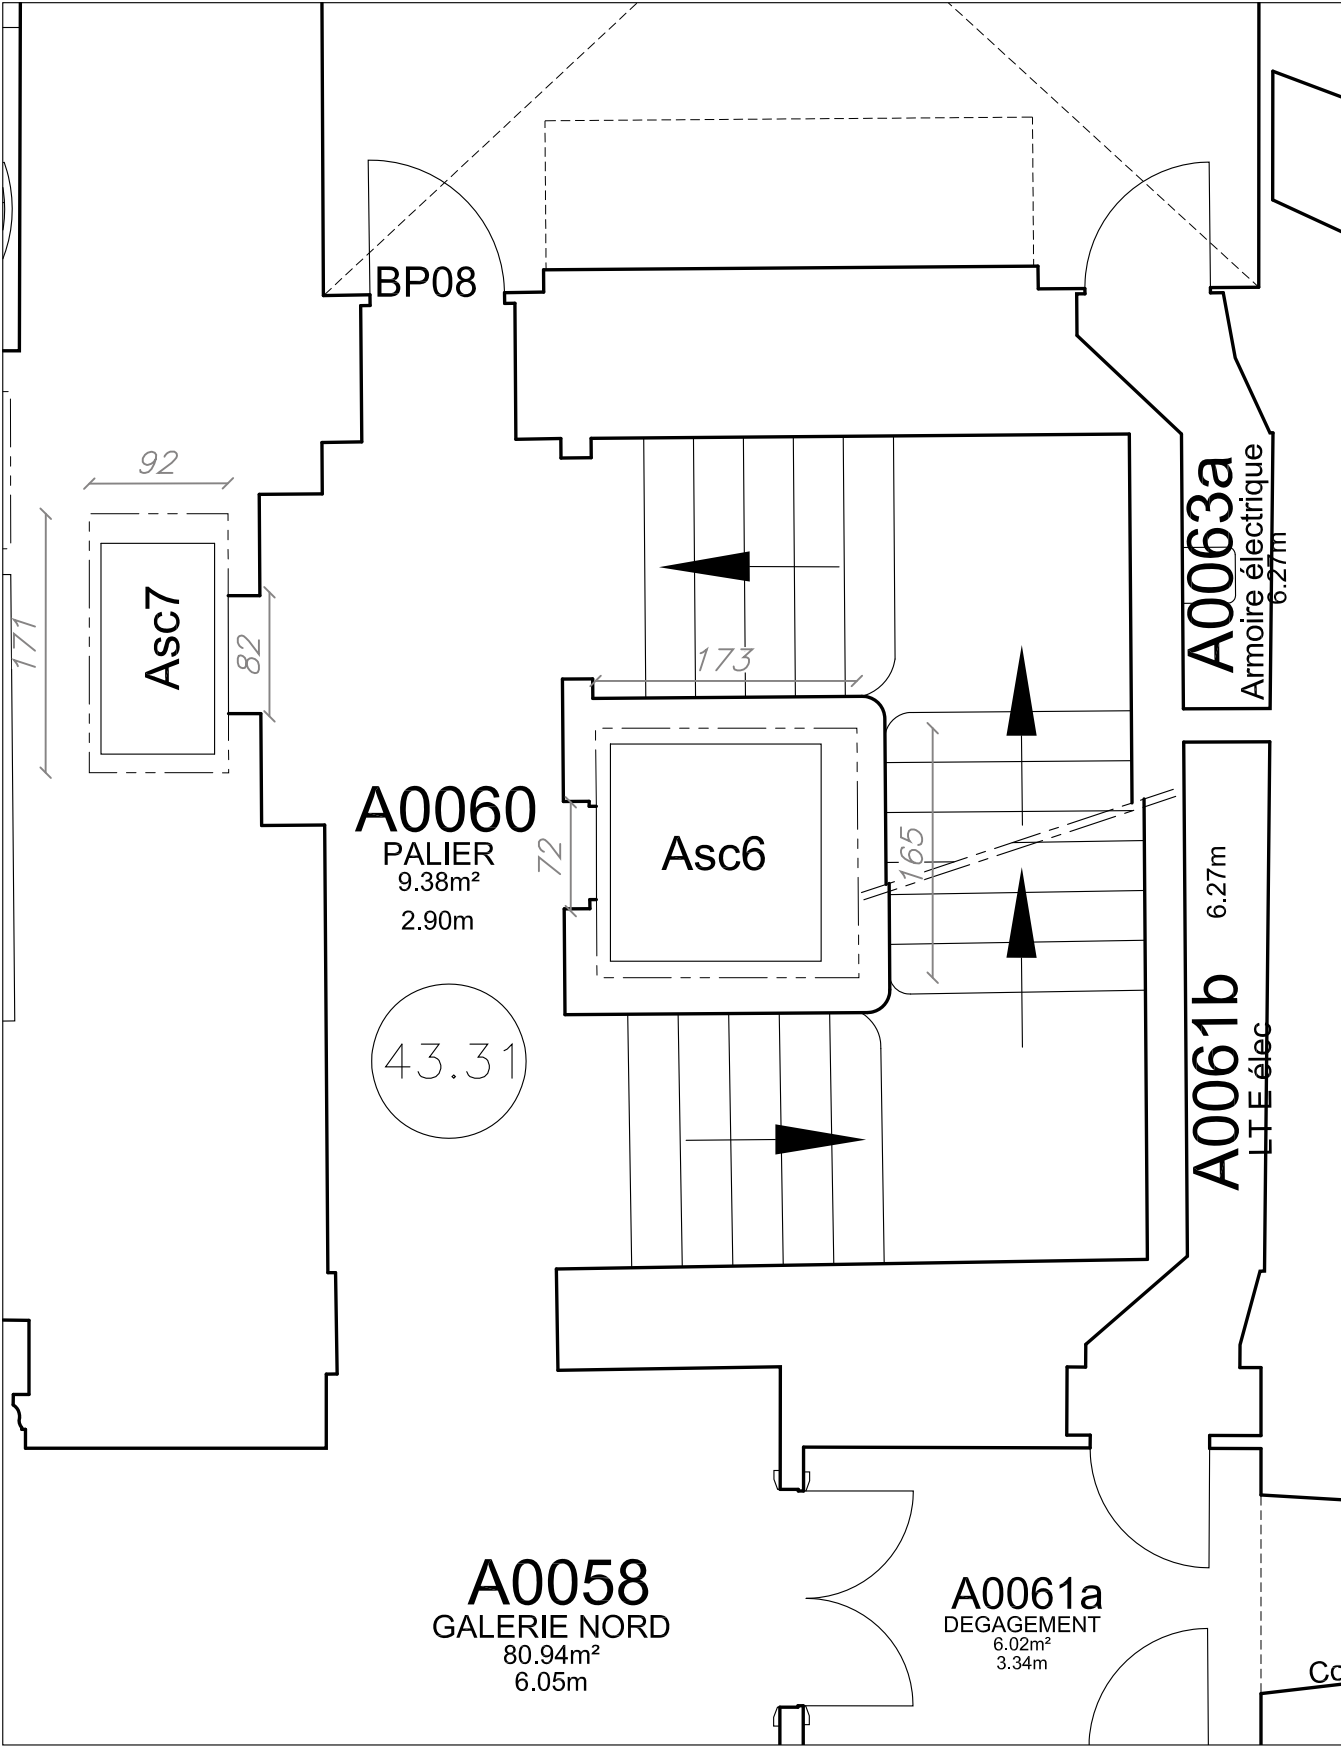 BP08
92
171
Asc7
82
173
A0063a
Armoire électrique
6.27m
A0060
PALIER
9.38m²
2.90m
72
Asc6
165
6.27m
A0061b
LTE élec
43.31
A0058
GALERIE NORD
80.94m²
6.05m
A0061a
DEGAGEMENT
6.02m²
3.34m